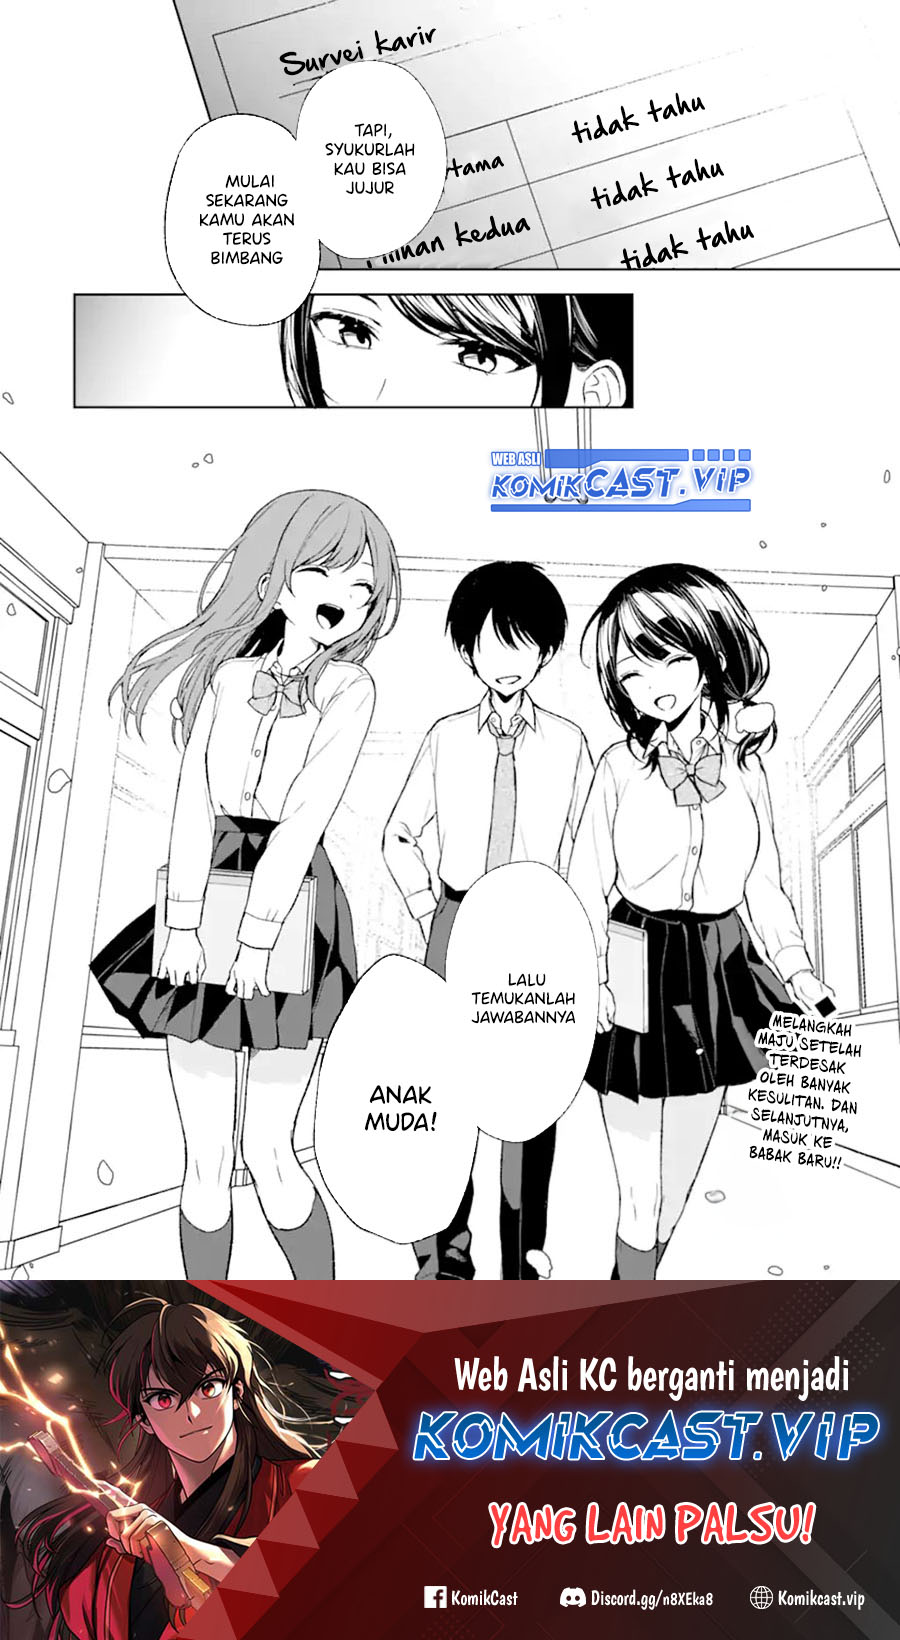 Survei karir
TAPI,
SYUKURLAH
KAU BISA
JUJUR
MULAI
SEKARANG
KAMU AKAN
TERUS
BIMBANG
tama
tidak tahu
kedua
tidak tahu
tidak tahu
WEB ASLI
KOMIKCAST.VIP
LALU
TEMUKANLAH
JAWABANNYA
ANAK
MUDA!
MELANGKAH
MAJU SETELAH
TERDESAK
OLEH BANYAK
KESULITAN. DAN
SELANJUTNYA,
MASUK KE
BABAK BARU!!
Web Asli KC berganti menjadi
KOMIKCAST.VIP
YANG LAIN PALSU!
KomikCast
Discord.gg/n8XEka8
Komikcast.vip